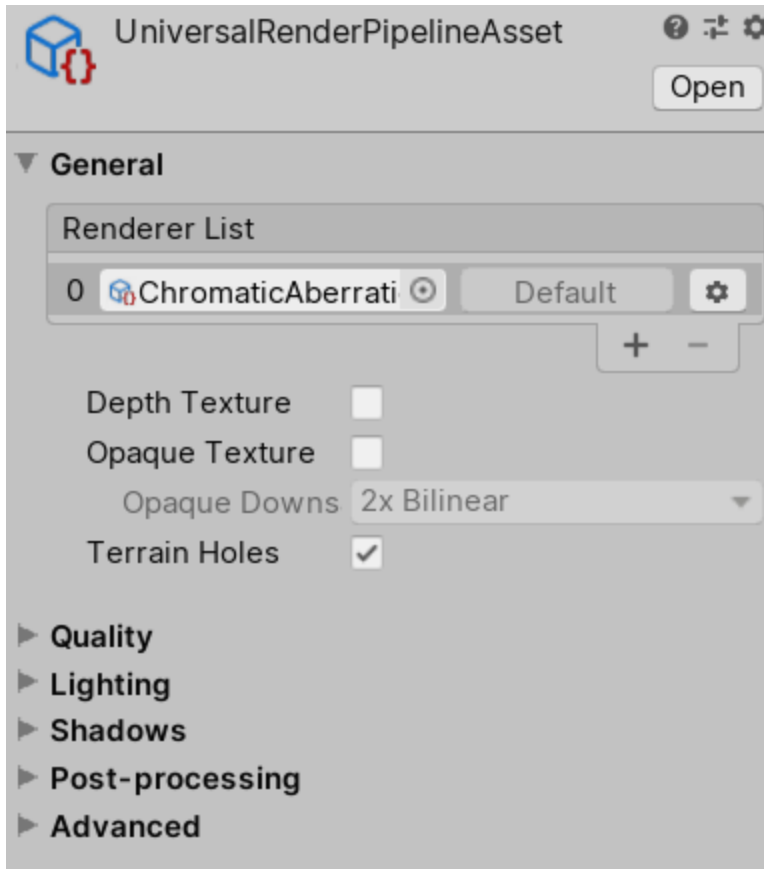 UniversalRenderPipelineAsset
Open
General
Renderer List
0 ChromaticAberrati Default
+ −
Depth Texture
Opaque Texture
Opaque Downs 2x Bilinear
Terrain Holes
Quality
Lighting
Shadows
Post-processing
Advanced